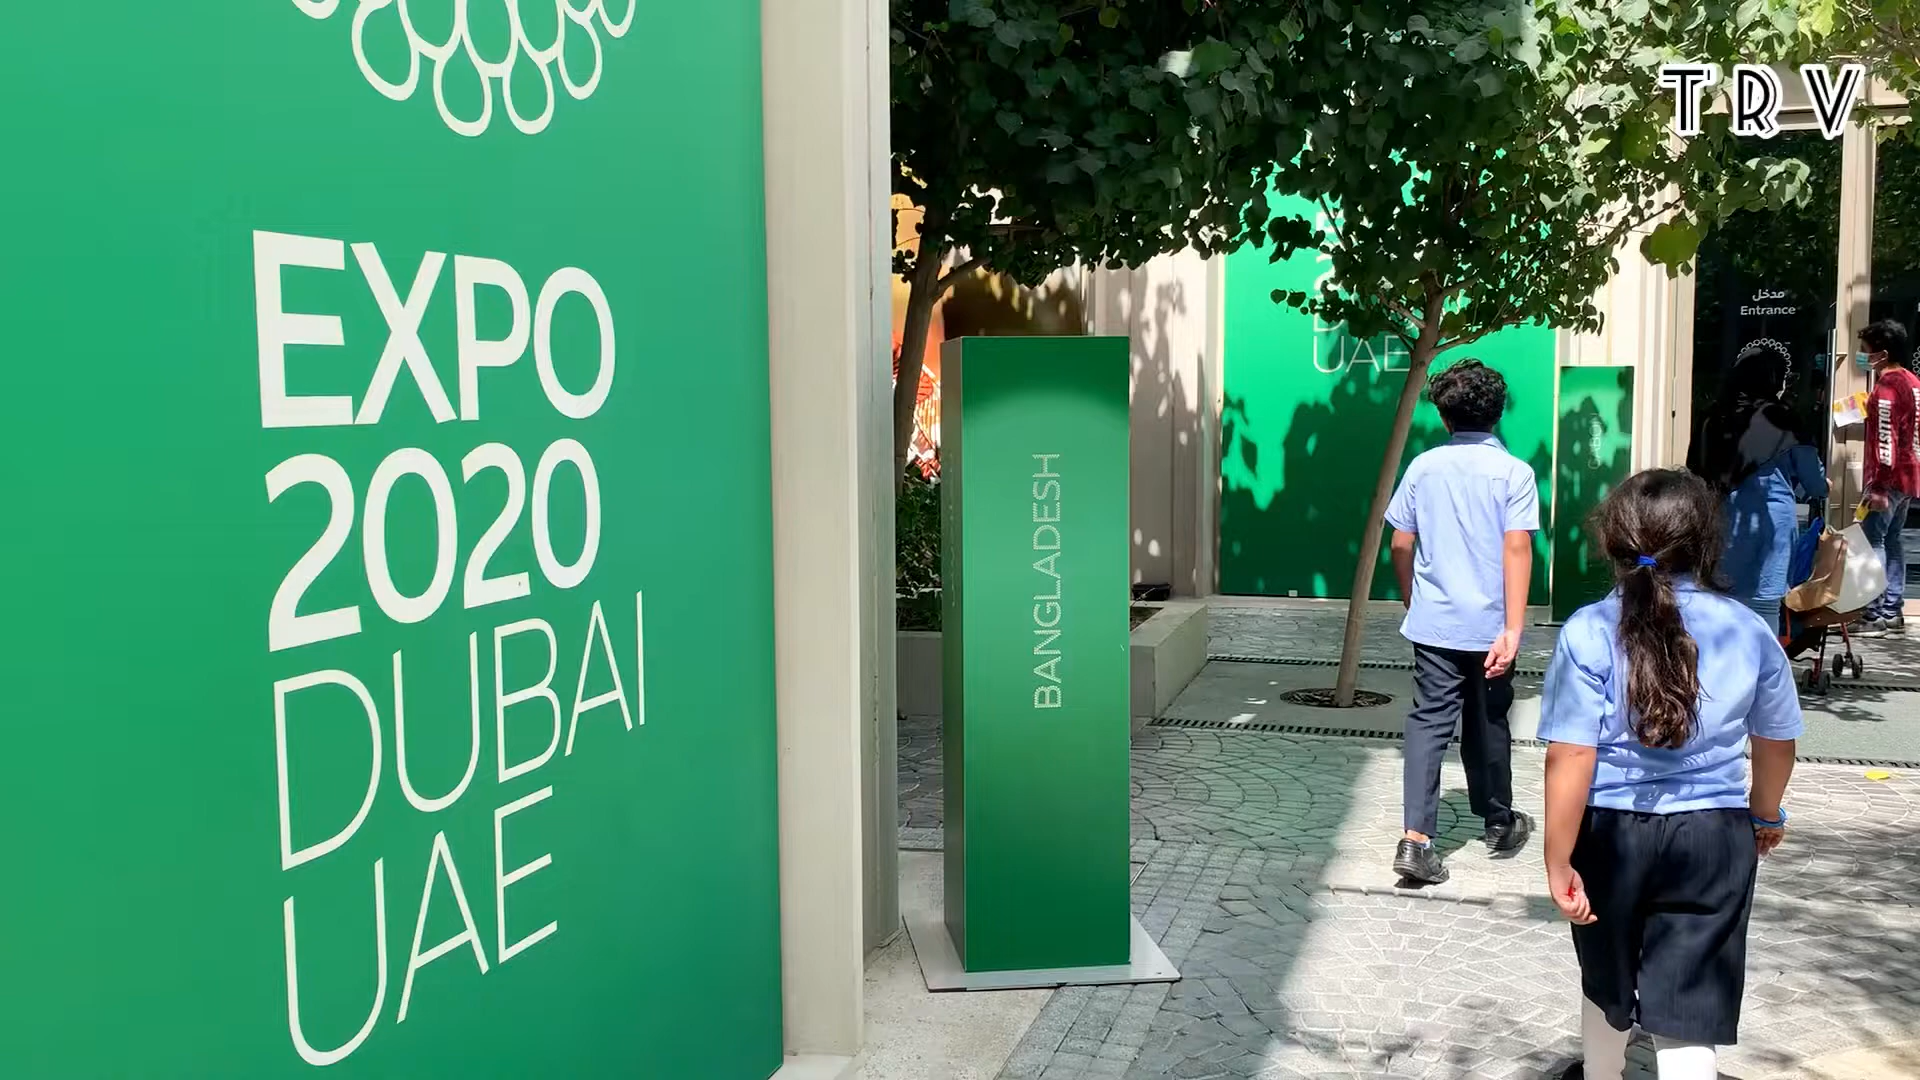 EXPO
2020
DUBAI
UAE
BANGLADESH
UAE
مدخل
Entrance
HOLLISTER
TRV